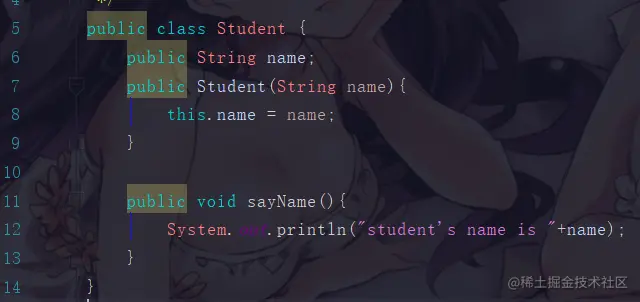 4 */
5 public class Student {
6 public String name;
7 public Student(String name){
8 this.name = name;
9 }
10
11 public void sayName(){
12 System.out.println("student's name is "+name);
13 }
14 }
@稀土掘金技术社区